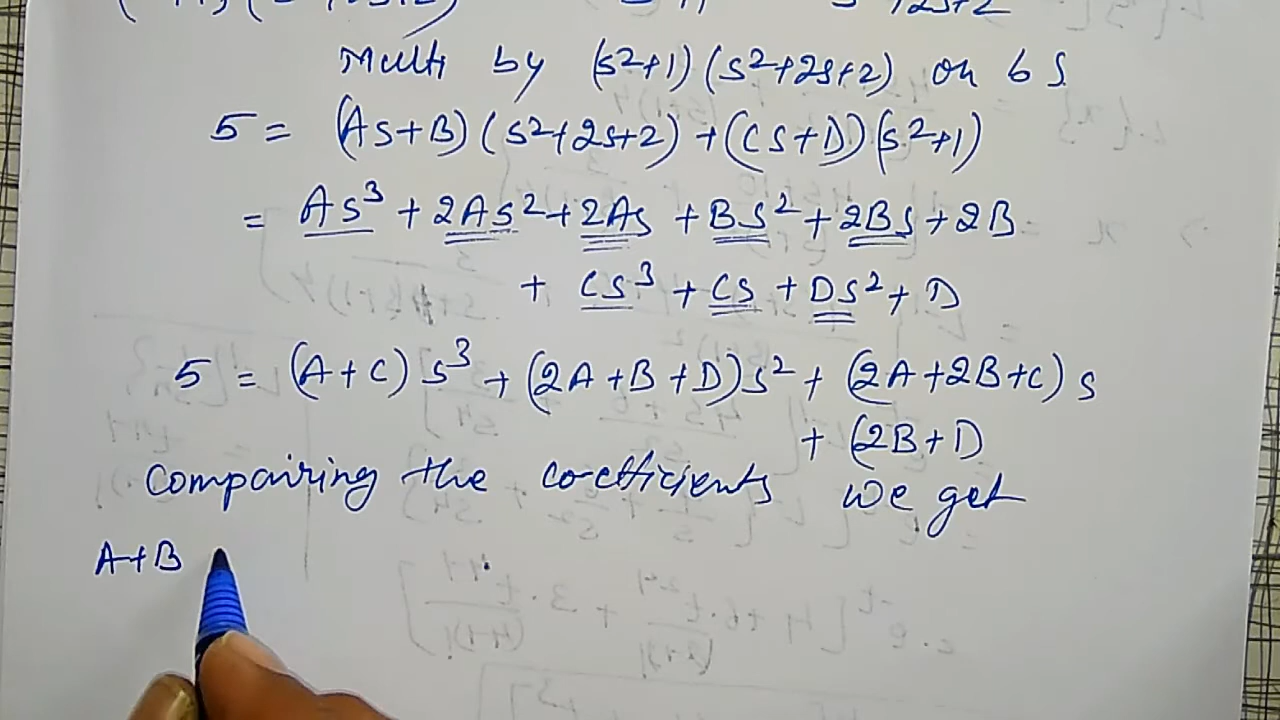 Multi by (s²+1)(s²+2s+2) on b S
5 = (As+B)(s²+2s+2)+(Cs+D)(s²+1)
= As³ + 2As² + 2As + Bs² + 2Bs + 2B
+ Cs³ + Cs + Ds² + D
5 = (A+C)s³ + (2A+B+D)s² + (2A+2B+C)s
+ (2B+D
Compairing the coefficients we get
A+B